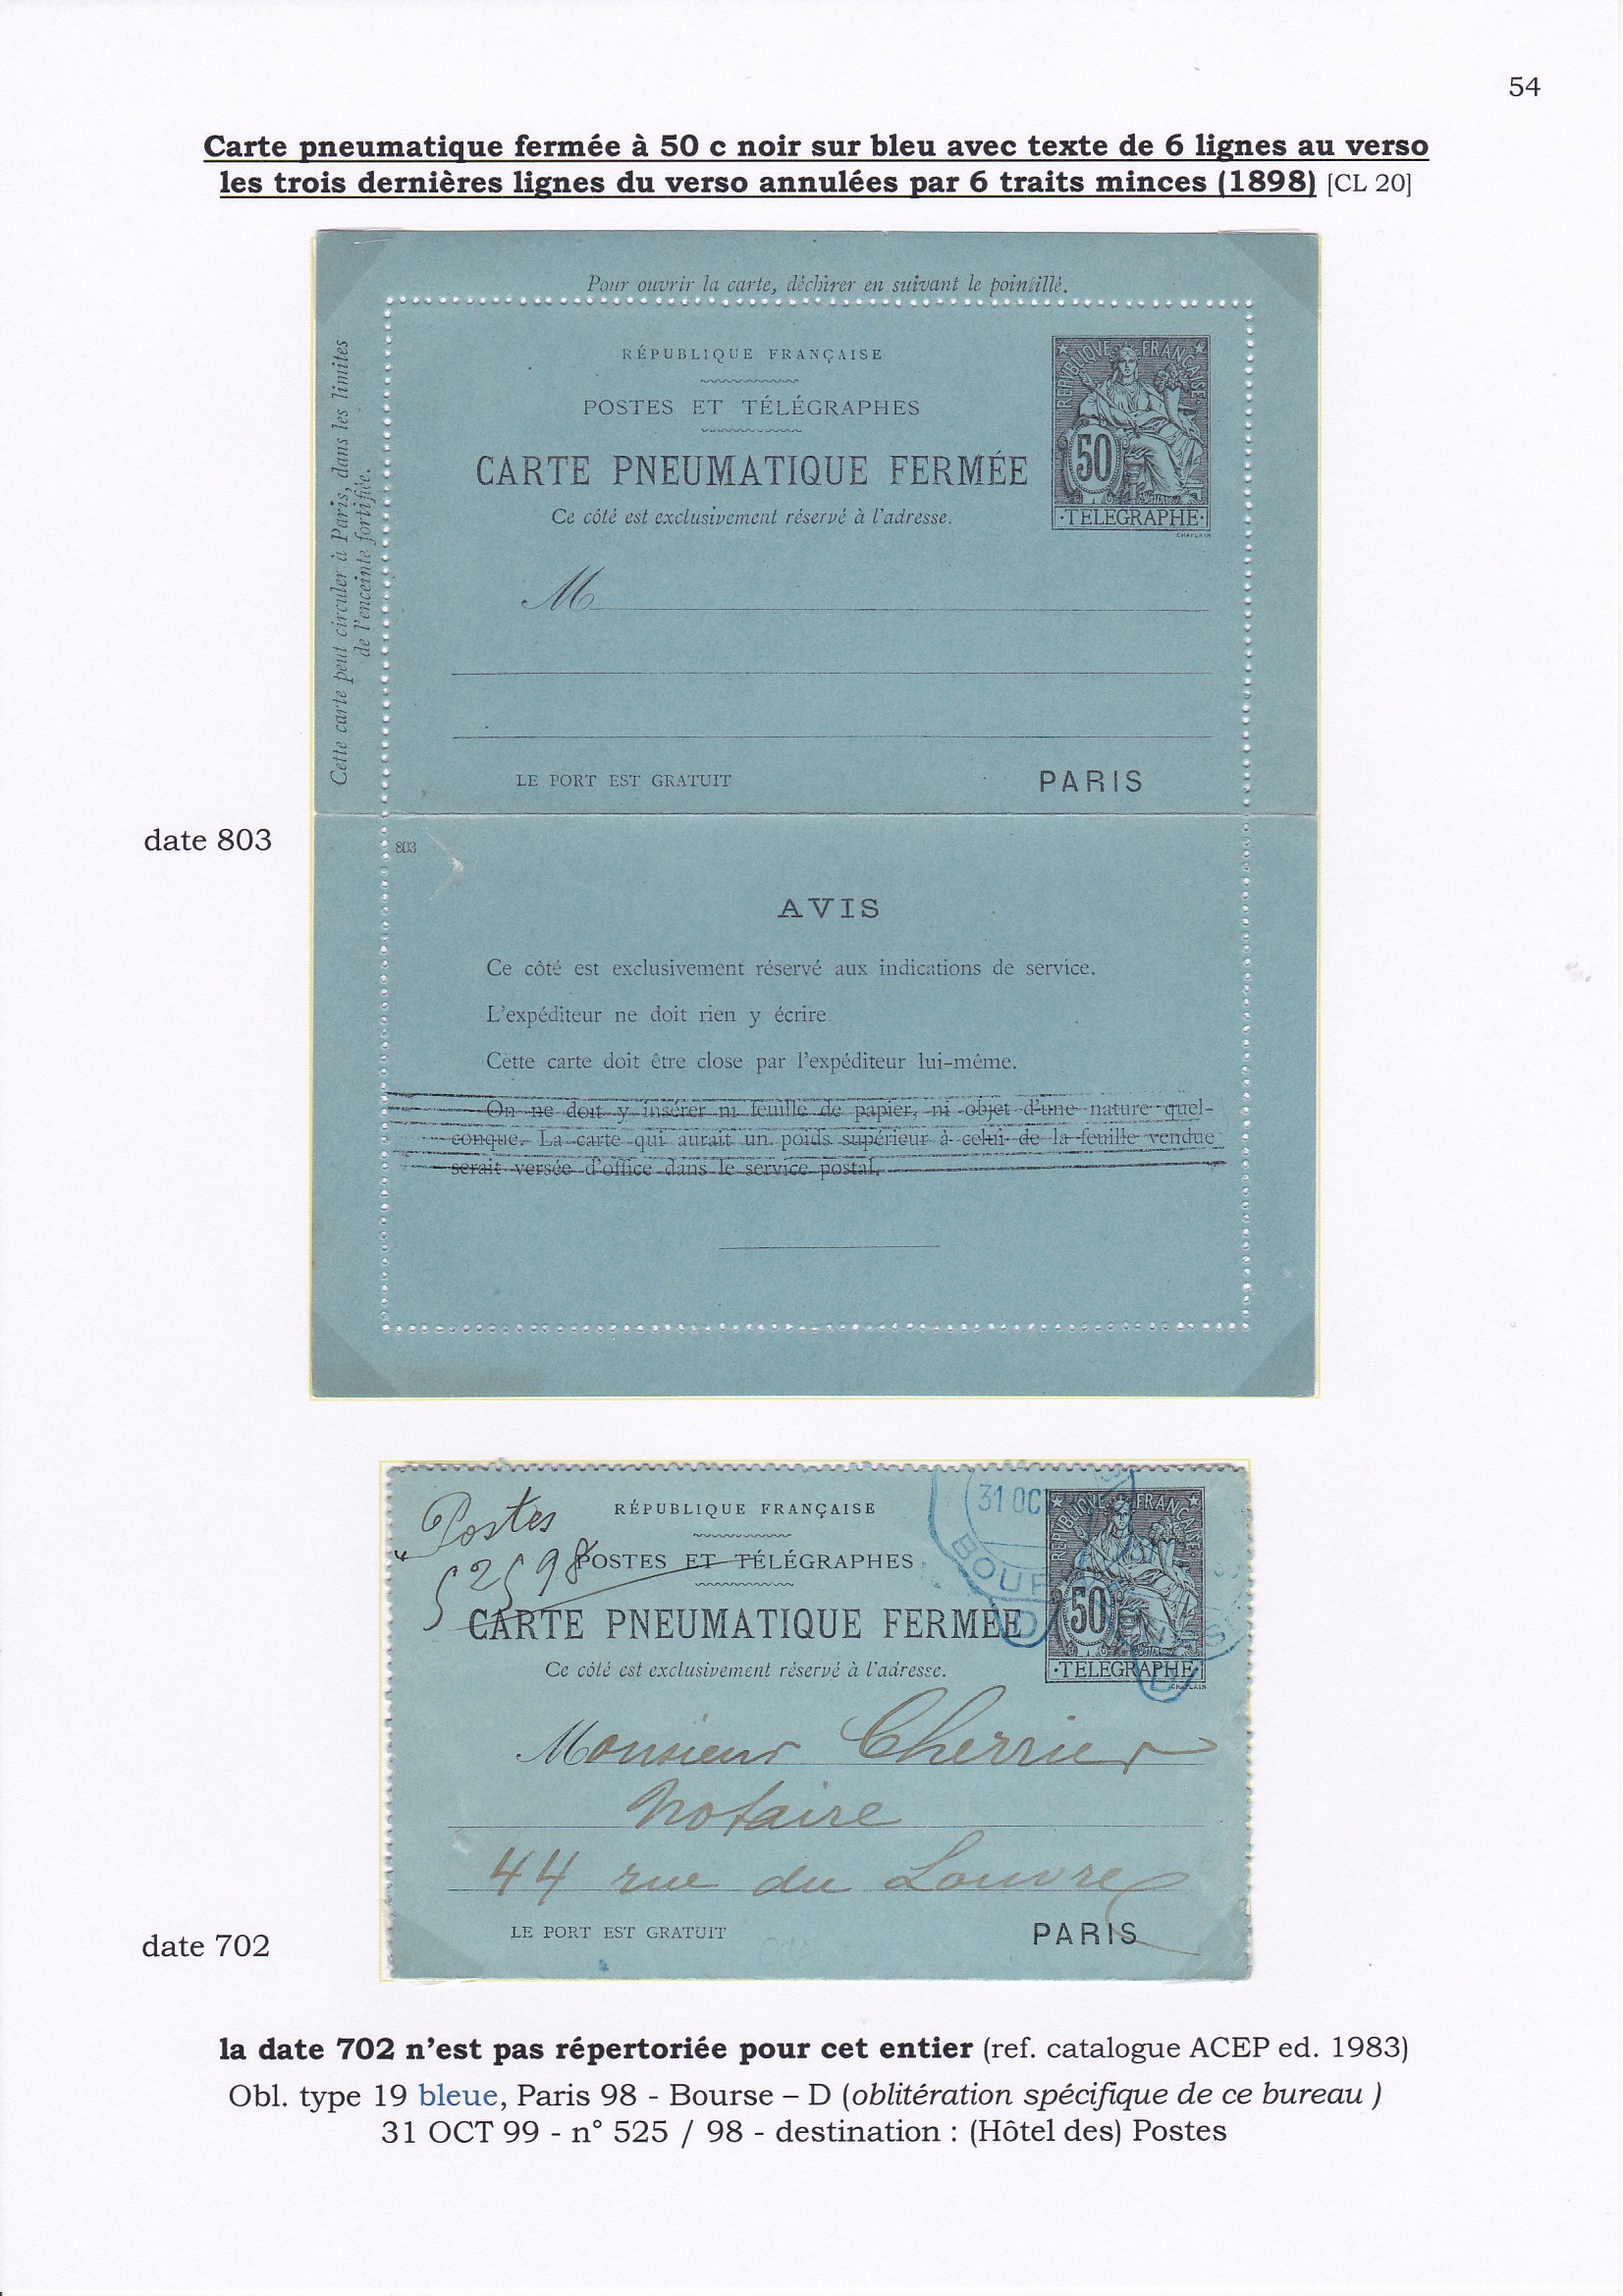 54
Carte pneumatique fermée à 50 c noir sur bleu avec texte de 6 lignes au verso
les trois dernières lignes du verso annulées par 6 traits minces (1898) [CL 20]
Pour ouvrir la carte, déchirer en suivant le pointillé.
Cette carte peut circuler à Paris, dans les limites
de l'enceinte fortifiée.
RÉPUBLIQUE FRANÇAISE
POSTES ET TÉLÉGRAPHES
CARTE PNEUMATIQUE FERMÉE
Ce côté est exclusivement réservé à l'adresse.
REPUBLIQUE FRANÇAISE
50
·TELEGRAPHE·
CHAPLAIN
M
LE PORT EST GRATUIT PARIS
date 803
803
AVIS
Ce côté est exclusivement réservé aux indications de service.
L'expéditeur ne doit rien y écrire.
Cette carte doit être close par l'expéditeur lui-même.
On ne doit y insérer ni feuille de papier, ni objet d'une nature quel-
conque. La carte qui aurait un poids supérieur à celui de la feuille vendue
serait versée d'office dans le service postal.
Postes
525 98
RÉPUBLIQUE FRANÇAISE
POSTES ET TÉLÉGRAPHES
CARTE PNEUMATIQUE FERMÉE
Ce côté est exclusivement réservé à l'adresse.
31 OC
BOUR
D
REPUBLIQUE FRANÇAISE
50
·TELEGRAPHE·
CHAPLAIN
D
Monsieur Cherrier
Notaire
44 rue du Louvre
LE PORT EST GRATUIT PARIS
date 702
la date 702 n'est pas répertoriée pour cet entier (ref. catalogue ACEP ed. 1983)
Obl. type 19 bleue, Paris 98 - Bourse – D (oblitération spécifique de ce bureau )
31 OCT 99 - n° 525 / 98 - destination : (Hôtel des) Postes